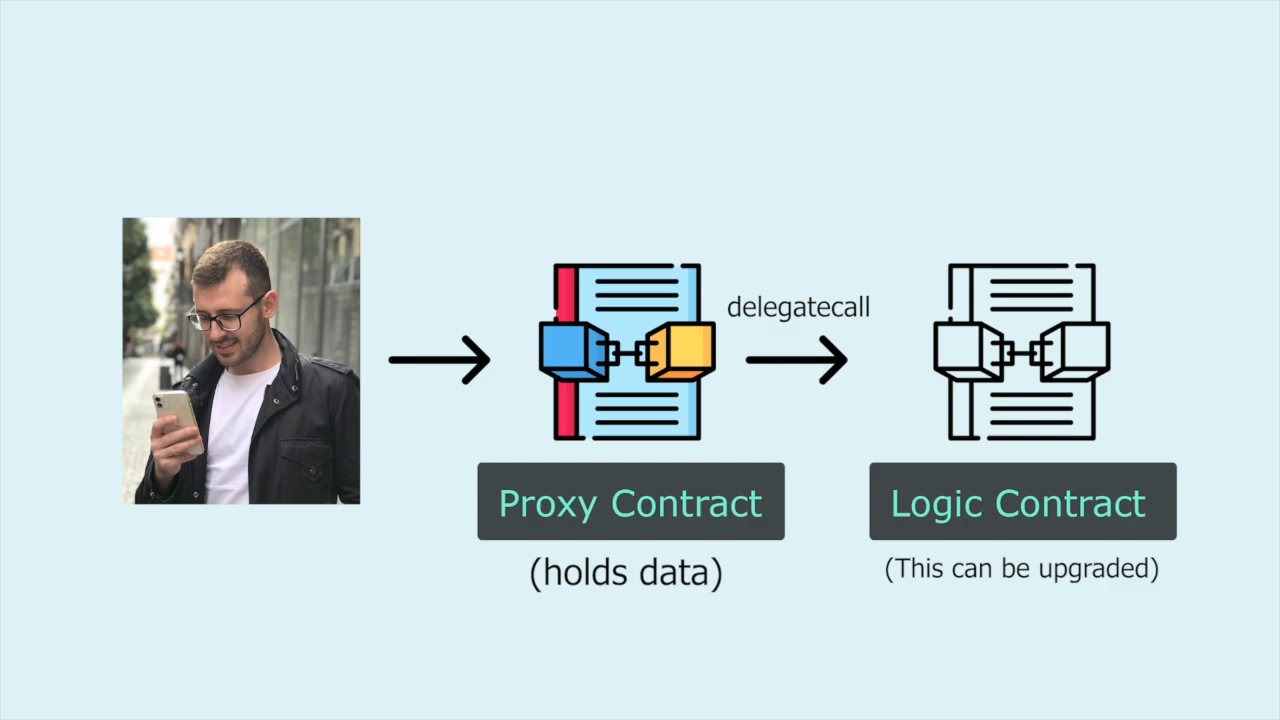 delegatecall
Proxy Contract
Logic Contract
(holds data)
(This can be upgraded)